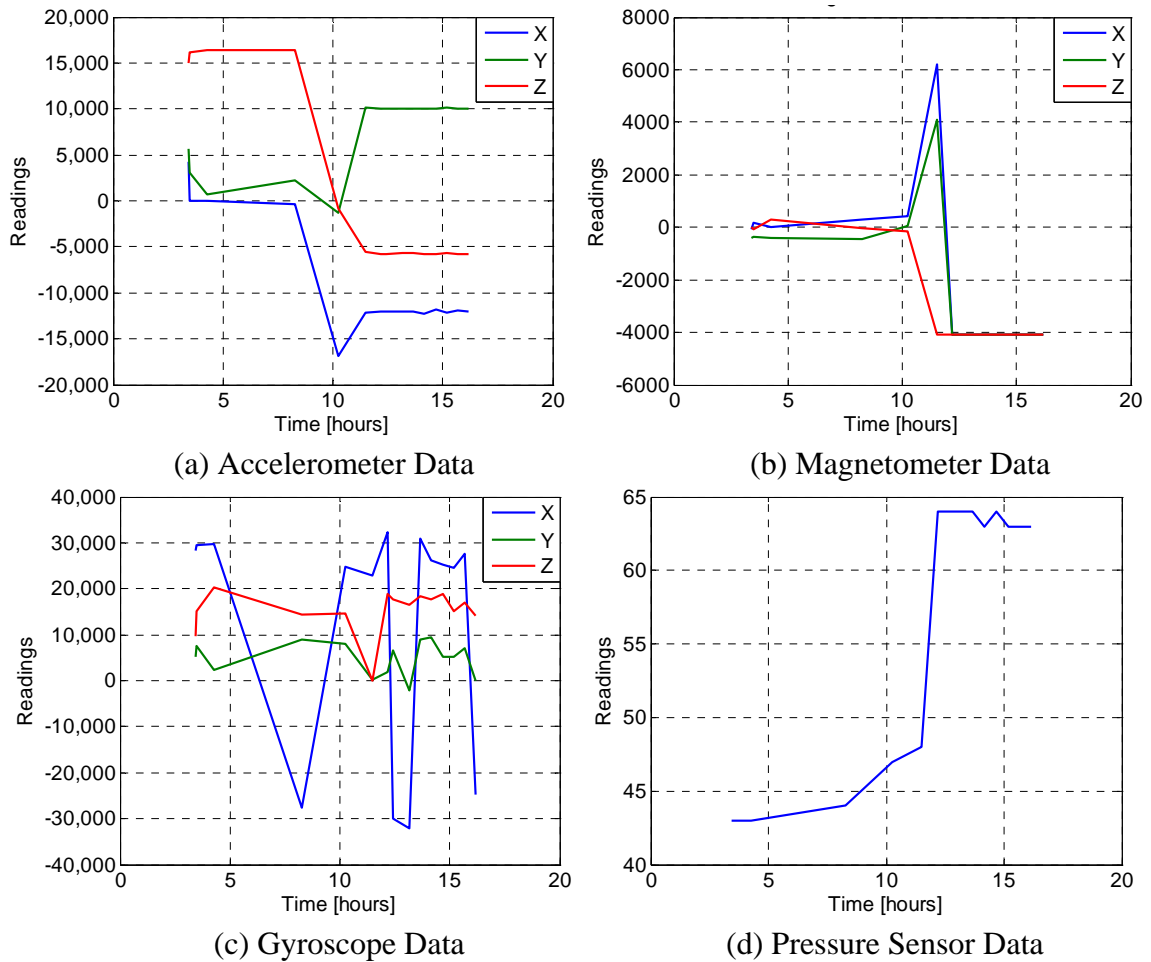 20,000
15,000
10,000
5,000
0
-5,000
-10,000
-15,000
-20,000
Readings
X
Y
Z
0 5 10 15 20
Time [hours]
(a) Accelerometer Data
6000
4000
2000
0
-2000
-4000
-6000
8000
Readings
X
Y
Z
0 5 10 15 20
Time [hours]
(b) Magnetometer Data
40,000
30,000
20,000
10,000
0
-10,000
-20,000
-30,000
-40,000
Readings
X
Y
Z
0 5 10 15 20
Time [hours]
(c) Gyroscope Data
65
60
55
50
45
40
Readings
0 5 10 15 20
Time [hours]
(d) Pressure Sensor Data